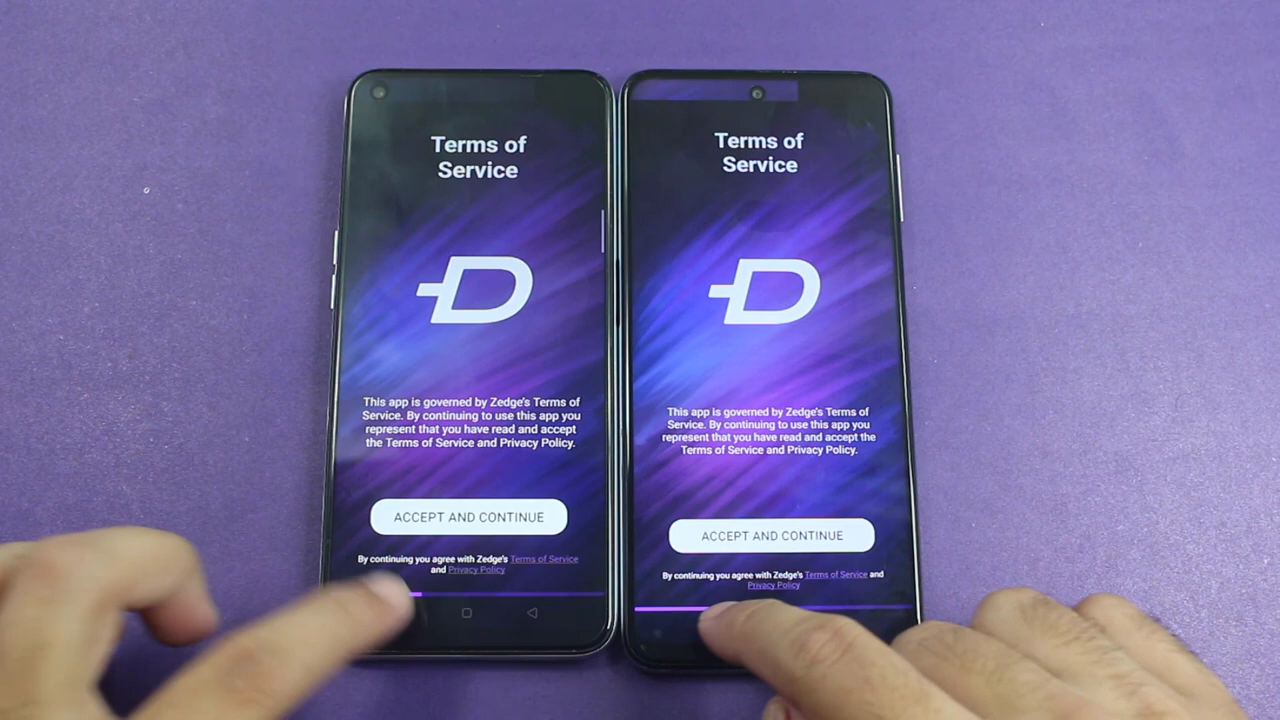 Terms of
Service
This app is governed by Zedge's Terms of
Service. By continuing to use this app you
represent that you have read and accept
the Terms of Service and Privacy Policy.
ACCEPT AND CONTINUE
By continuing you agree with Zedge's Terms of Service
and Privacy Policy
Terms of
Service
This app is governed by Zedge's Terms of
Service. By continuing to use this app you
represent that you have read and accept the
Terms of Service and Privacy Policy.
ACCEPT AND CONTINUE
By continuing you agree with Zedge's Terms of Service and
Privacy Policy